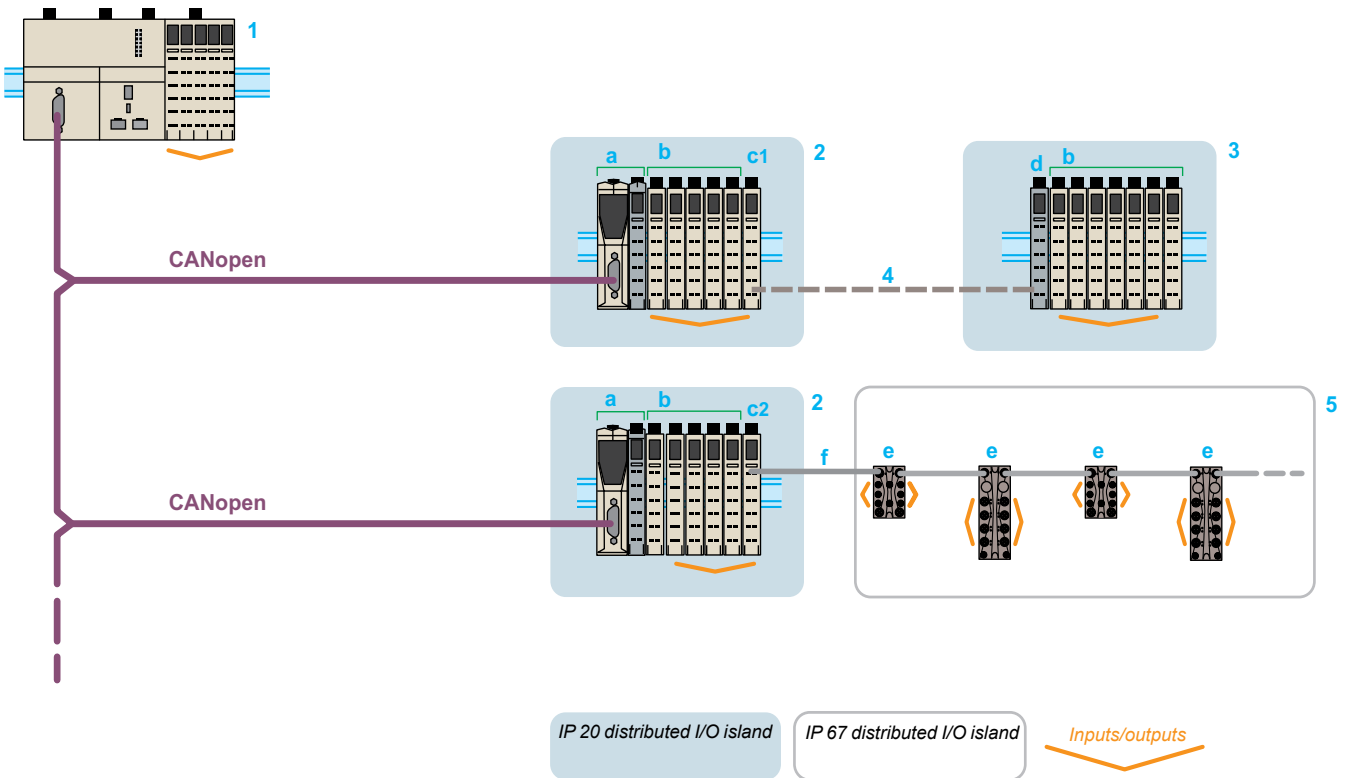 1
a b c1 2
d b 3
CANopen
4
a b c2 2
5
f e e e e
CANopen
IP 20 distributed I/O island
IP 67 distributed I/O island
Inputs/outputs